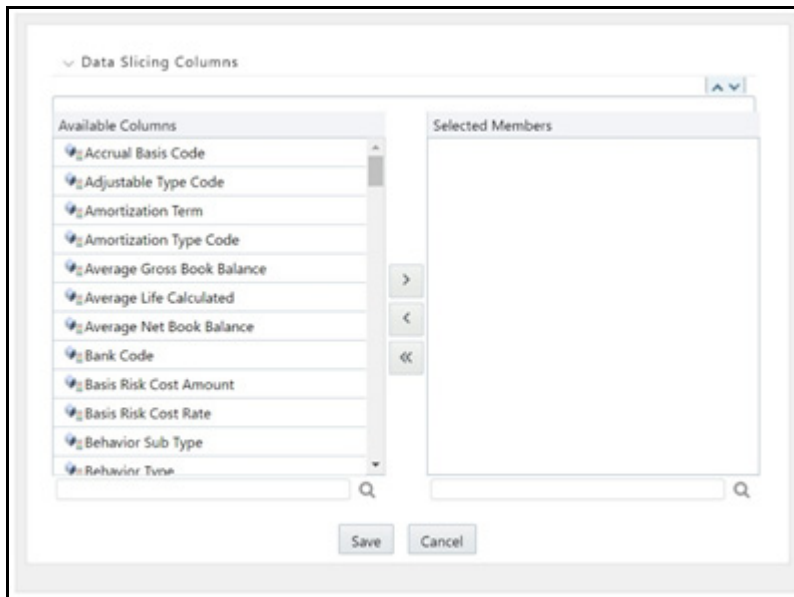 Data Slicing Columns
Available Columns
Selected Members
Accrual Basis Code
Adjustable Type Code
Amortization Term
Amortization Type Code
Average Gross Book Balance
Average Life Calculated
Average Net Book Balance
Bank Code
Basis Risk Cost Amount
Basis Risk Cost Rate
Behavior Sub Type
Behavior Type
Save
Cancel